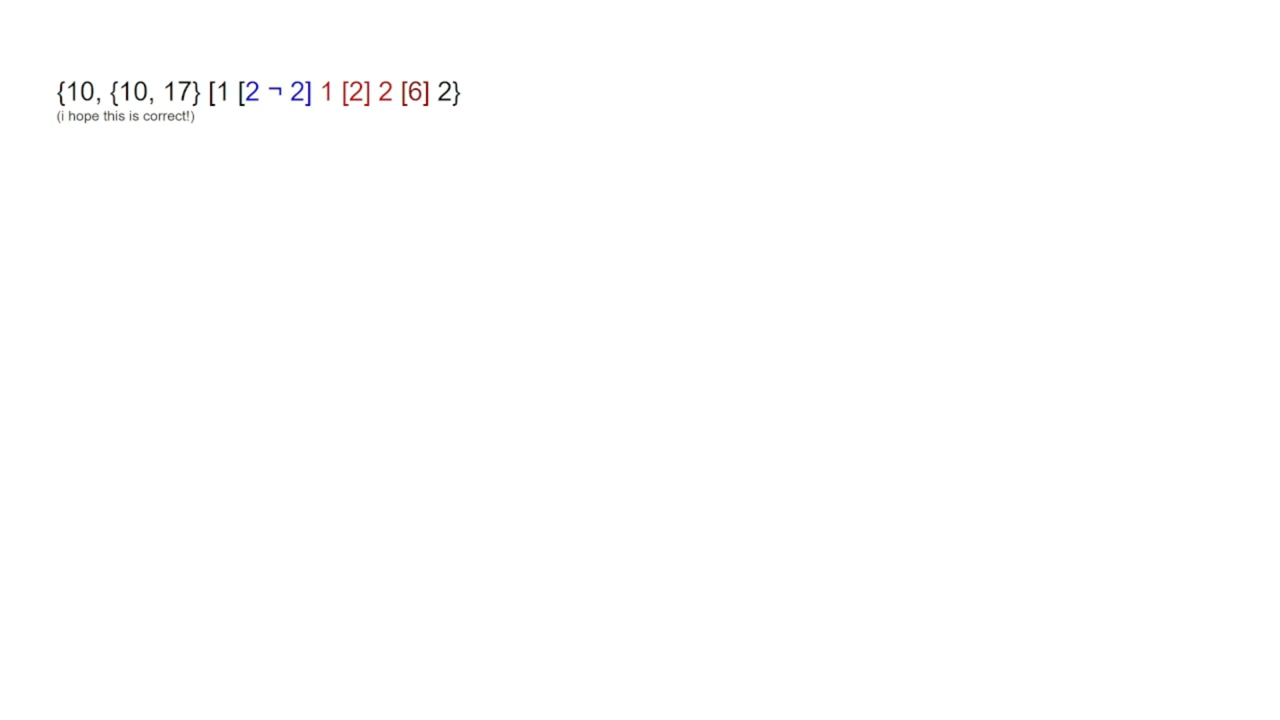 {10, {10, 17} [1 [2 ¬ 2] 1 [2] 2 [6] 2}
(i hope this is correct!)